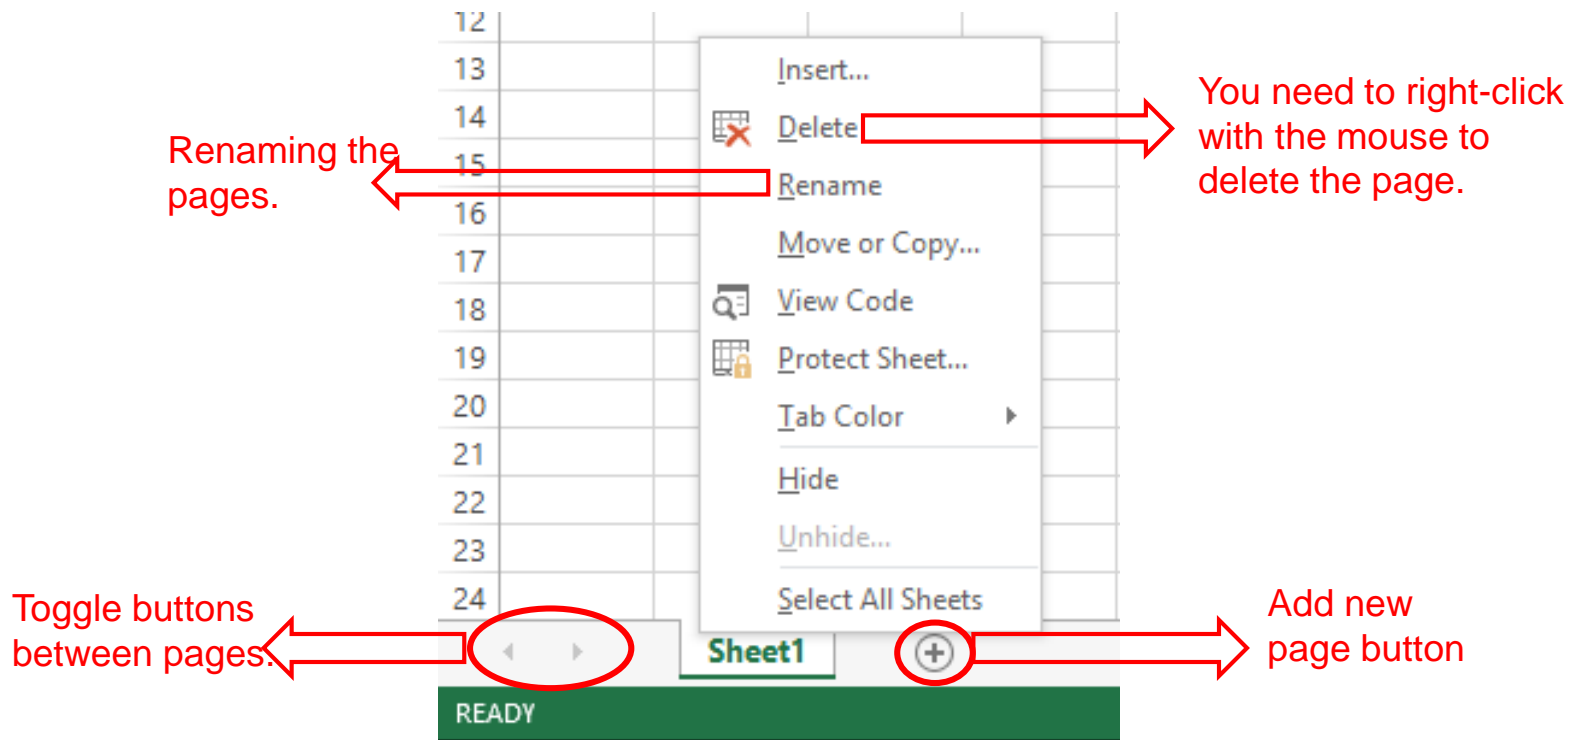 12
13
14
15
16
17
18
19
20
21
22
23
24
Insert...
Delete
Rename
Move or Copy...
View Code
Protect Sheet...
Tab Color
Hide
Unhide...
Select All Sheets
Sheet1
READY
Renaming the
pages.
You need to right-click
with the mouse to
delete the page.
Toggle buttons
between pages.
Add new
page button